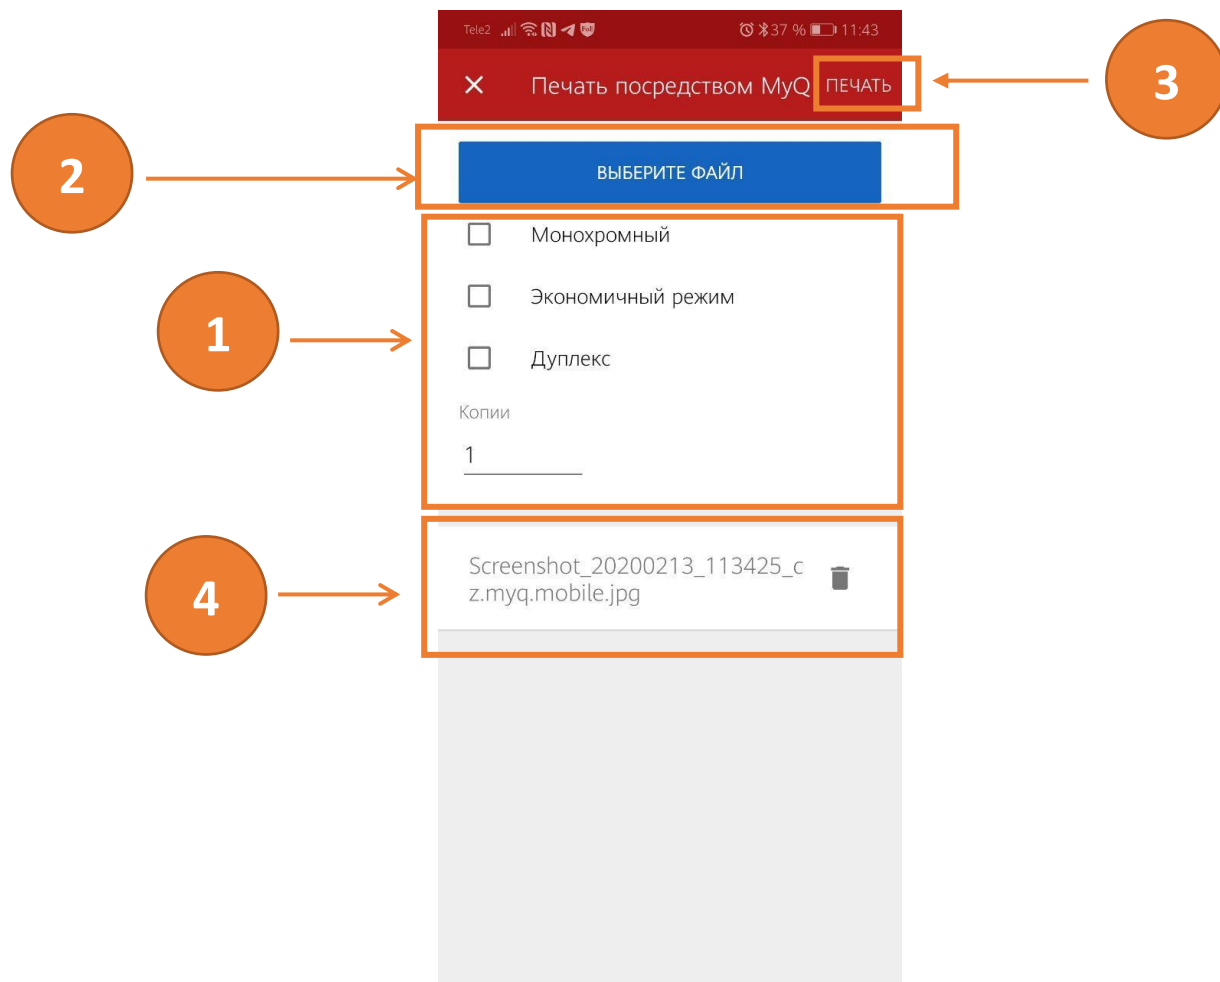 Tele2 37 % 11:43
Печать посредством MyQ ПЕЧАТЬ
3
ВЫБЕРИТЕ ФАЙЛ
2
Монохромный
Экономичный режим
1
Дуплекс
Копии
1
Screenshot_20200213_113425_c
z.myq.mobile.jpg
4